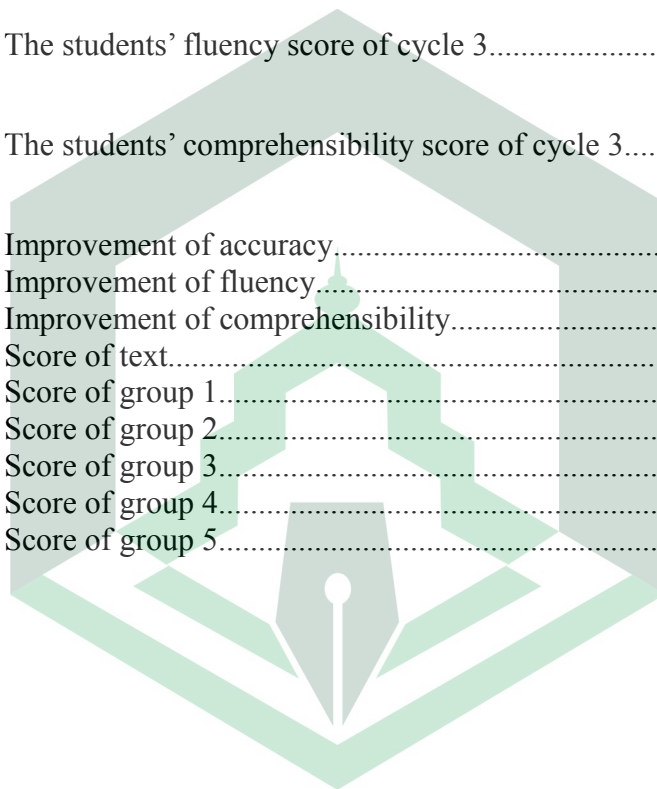 The students’ fluency score of cycle 3....................
The students’ comprehensibility score of cycle 3....
Improvement of accuracy.......................................
Improvement of fluency.........................................
Improvement of comprehensibility.........................
Score of text...........................................................
Score of group 1.....................................................
Score of group 2.....................................................
Score of group 3.....................................................
Score of group 4.....................................................
Score of group 5.....................................................